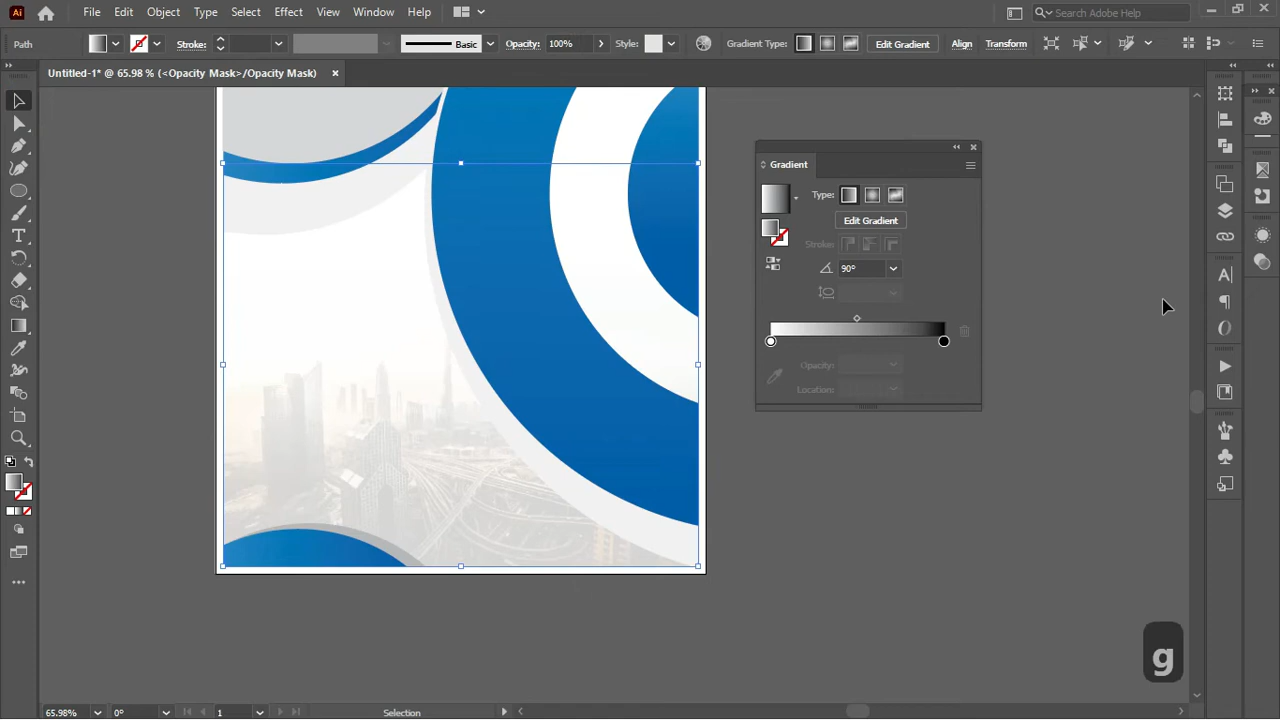 Ai File Edit Object Type Select Effect View Window Help Search Adobe Help
Path Stroke: Basic Opacity: 100% Style: Gradient Type: Edit Gradient Align Transform
Untitled-1* @ 65.98 % (<Opacity Mask>/Opacity Mask)
Gradient
Type:
Edit Gradient
Stroke:
90°
Opacity:
Location:
g
65.98% 0° 1 Selection